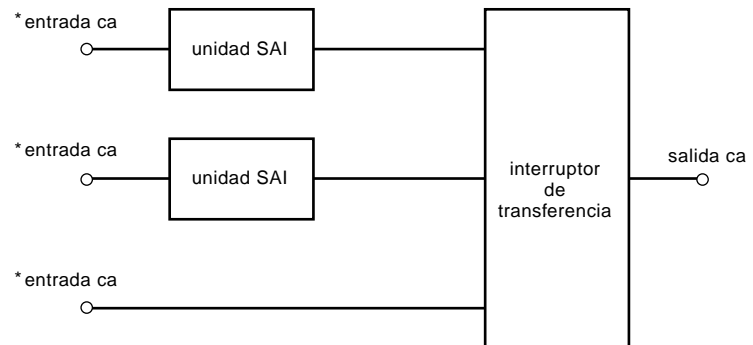 * entrada ca
unidad SAI
* entrada ca
unidad SAI
interruptor
de
transferencia
salida ca
* entrada ca